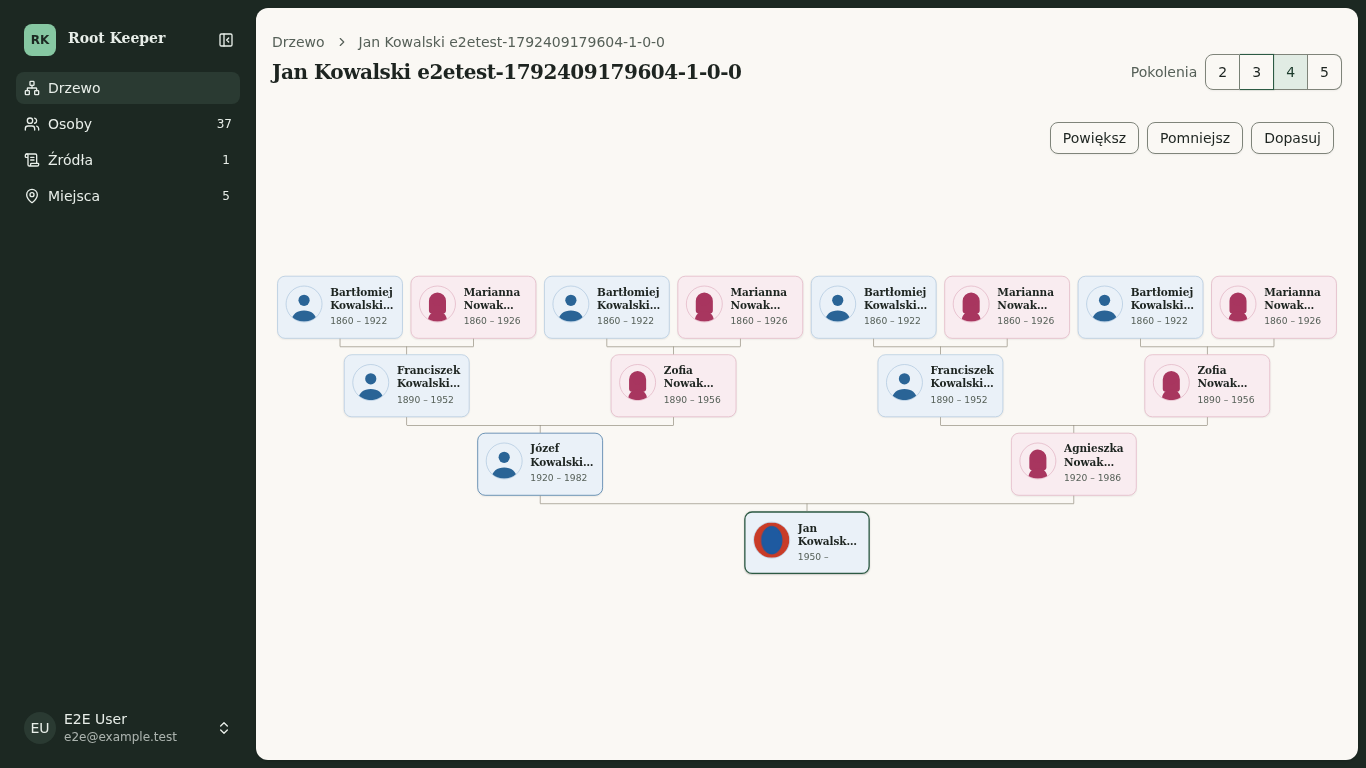 RK
Root Keeper
Drzewo
Osoby
37
Źródła
1
Miejsca
5
EU
E2E User
e2e@example.test
Drzewo
Jan Kowalski e2etest-1792409179604-1-0-0
Jan Kowalski e2etest-1792409179604-1-0-0
Pokolenia
2
3
4
5
Powiększ
Pomniejsz
Dopasuj
Bartłomiej
Kowalski…
1860 – 1922
Marianna
Nowak…
1860 – 1926
Bartłomiej
Kowalski…
1860 – 1922
Marianna
Nowak…
1860 – 1926
Bartłomiej
Kowalski…
1860 – 1922
Marianna
Nowak…
1860 – 1926
Bartłomiej
Kowalski…
1860 – 1922
Marianna
Nowak…
1860 – 1926
Franciszek
Kowalski…
1890 – 1952
Zofia
Nowak…
1890 – 1956
Franciszek
Kowalski…
1890 – 1952
Zofia
Nowak…
1890 – 1956
Józef
Kowalski…
1920 – 1982
Agnieszka
Nowak…
1920 – 1986
Jan
Kowalsk…
1950 –